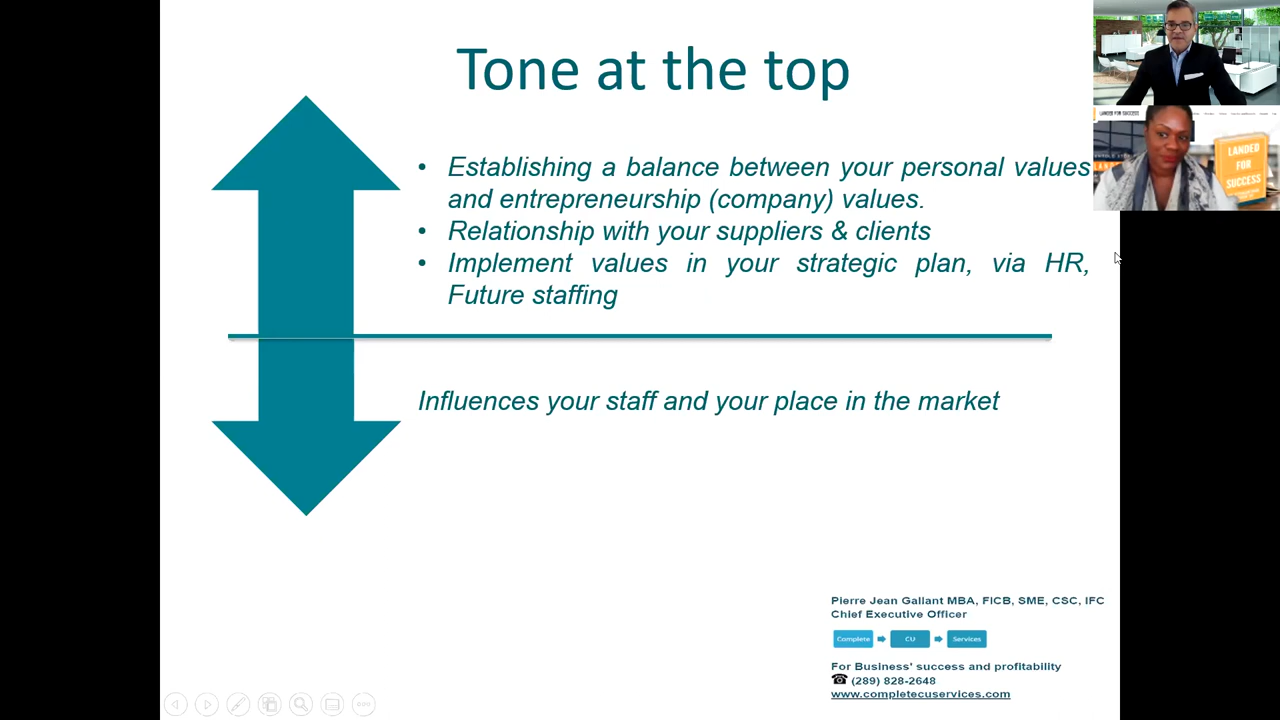 Tone at the top
• Establishing a balance between your personal values
and entrepreneurship (company) values.
• Relationship with your suppliers & clients
• Implement values in your strategic plan, via HR,
Future staffing
Influences your staff and your place in the market
LANDED FOR SUCCESS
LANDED
FOR
SUCCESS
Pierre Jean Gallant MBA, FICB, SME, CSC, IFC
Chief Executive Officer
Complete CU Services
For Business' success and profitability
☎ (289) 828-2648
www.completecuservices.com